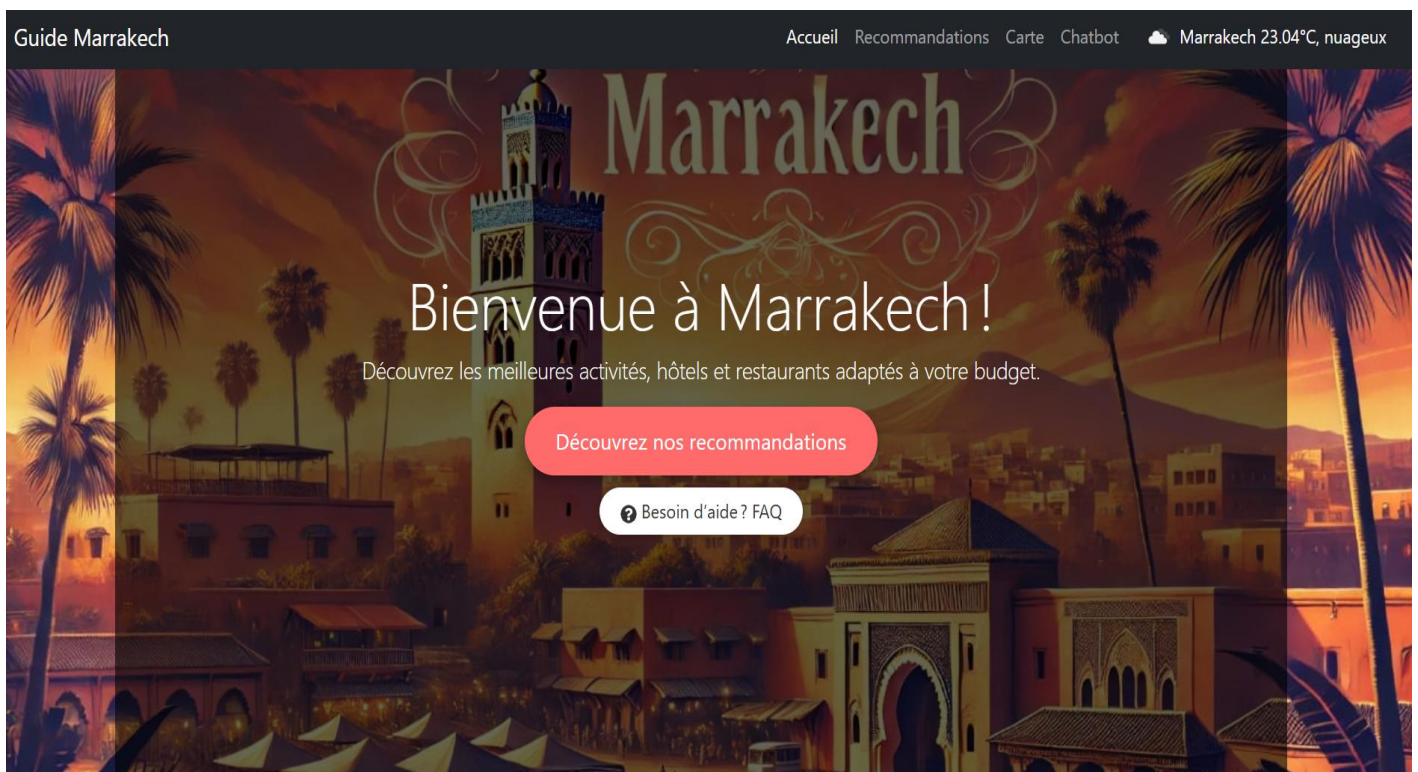 Guide Marrakech
Accueil Recommandations Carte Chatbot Marrakech 23.04°C, nuageux
Marrakech
Bienvenue à Marrakech !
Découvrez les meilleures activités, hôtels et restaurants adaptés à votre budget.
Découvrez nos recommandations
Besoin d'aide ? FAQ